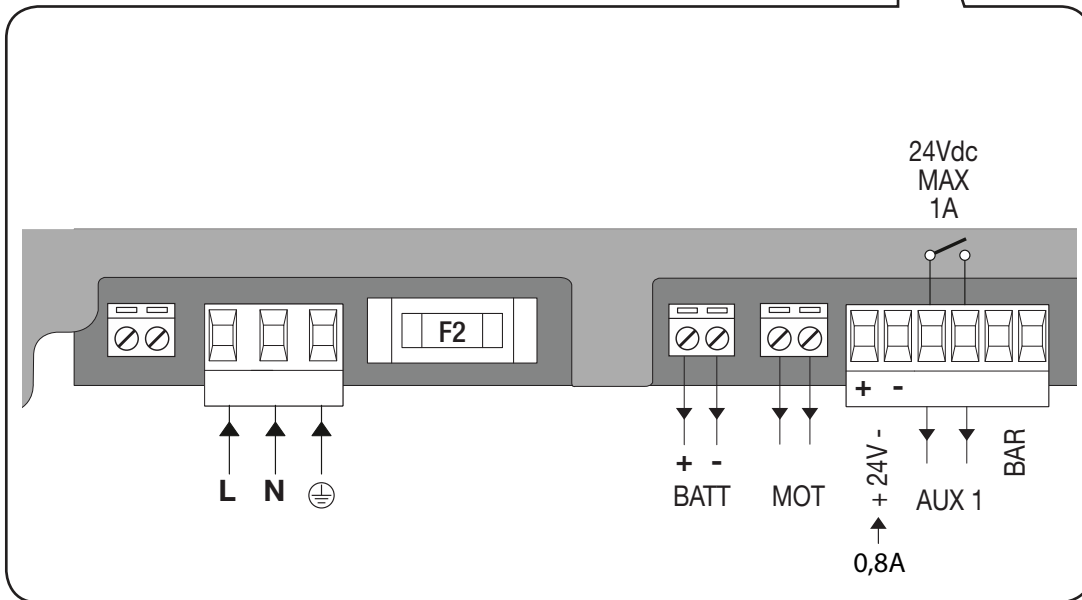 24Vdc
MAX
1A
F2
+ -
L N
+ -
BATT
MOT
+ 24V -
0,8A
AUX 1
BAR